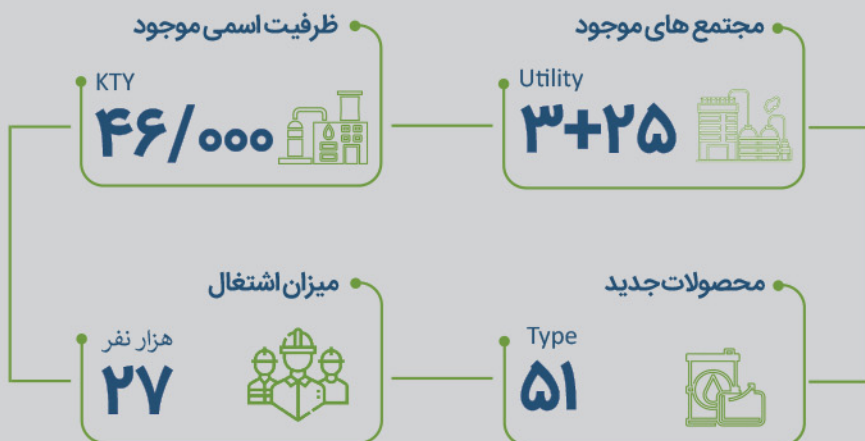 مجتمع های موجود
Utility
۳+۲۵
ظرفیت اسمی موجود
KTY
۴۶/۰۰۰
محصولات جدید
Type
۵۱
میزان اشتغال
هزار نفر
۲۷